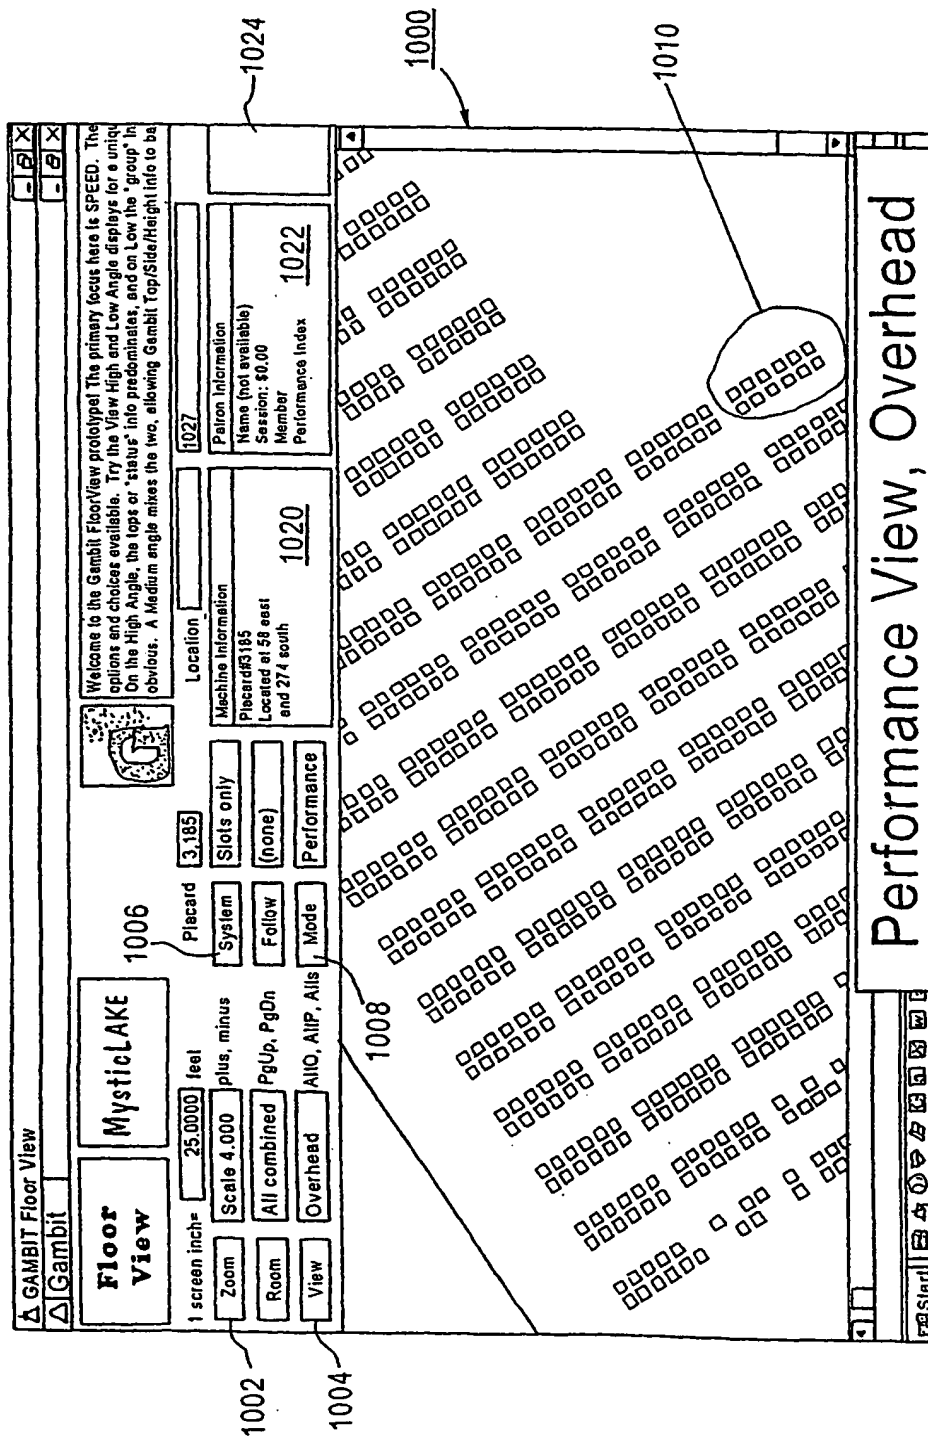 GAMBIT Floor View
Gambit
Floor
View
MysticLAKE
G
Welcome to the Gambit FloorView prototype! The primary focus here is SPEED. The
options and choices available. Try the View High and Low Angle displays for a uniqu
On the High Angle, the tops or "status" info predominates, and on Low the "group" in
obvious. A Medium angle mixes the two, allowing Gambit Top/Side/Height info to ba
1 screen inch= 25.0000 feet
Placard 3,185
Location
1027
Zoom
Scale 4.000
plus, minus
System
Slots only
Room
All combined
PgUp, PgDn
Follow
(none)
View
Overhead
AllO, AllP, Alls
Mode
Performance
Machine Information
Placard#3185
Located at 58 east
and 274 south
1020
Patron Information
Name (not available)
Session: $0.00
Member
Performance Index
1022
1024
1000
1010
1006
1008
1002
1004
Start
Performance View, Overhead